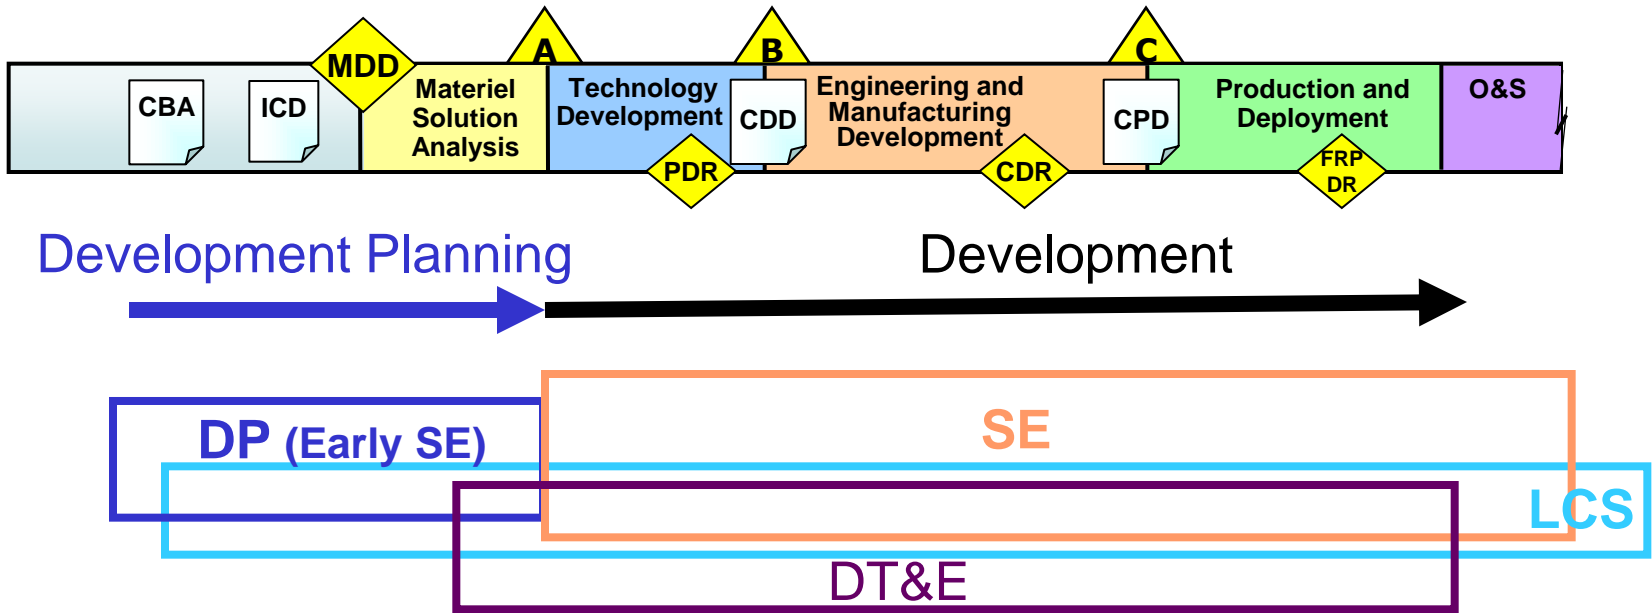 A
B
C
MDD
CBA
ICD
Materiel
Solution
Analysis
Technology
Development
CDD
Engineering and
Manufacturing
Development
CPD
Production and
Deployment
O&S
PDR
CDR
FRP
DR
Development Planning
Development
DP (Early SE)
SE
LCS
DT&E